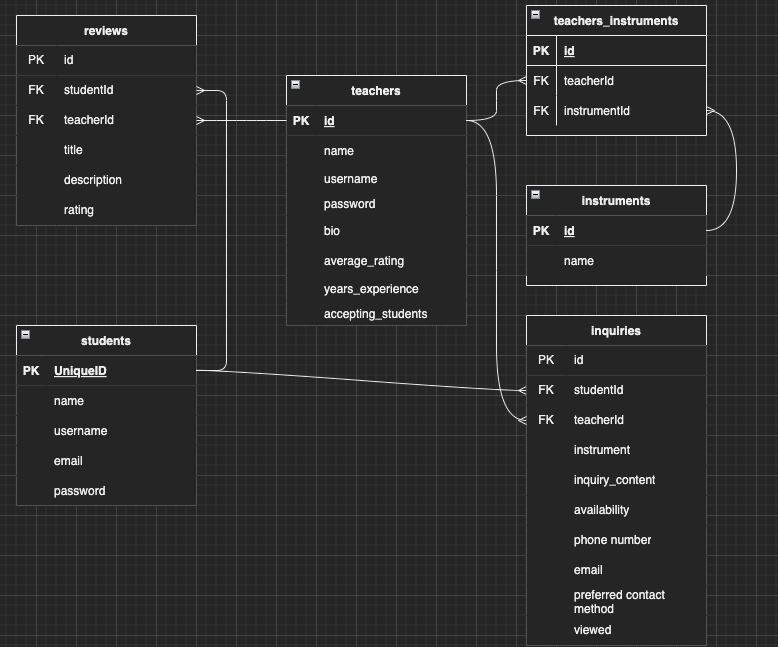 reviews
PK id
FK studentId
FK teacherId
title
description
rating
teachers
PK id
name
username
password
bio
average_rating
years_experience
accepting_students
teachers_instruments
PK id
FK teacherId
FK instrumentId
instruments
PK id
name
students
PK UniqueID
name
username
email
password
inquiries
PK id
FK studentId
FK teacherId
instrument
inquiry_content
availability
phone number
email
preferred contact
method
viewed